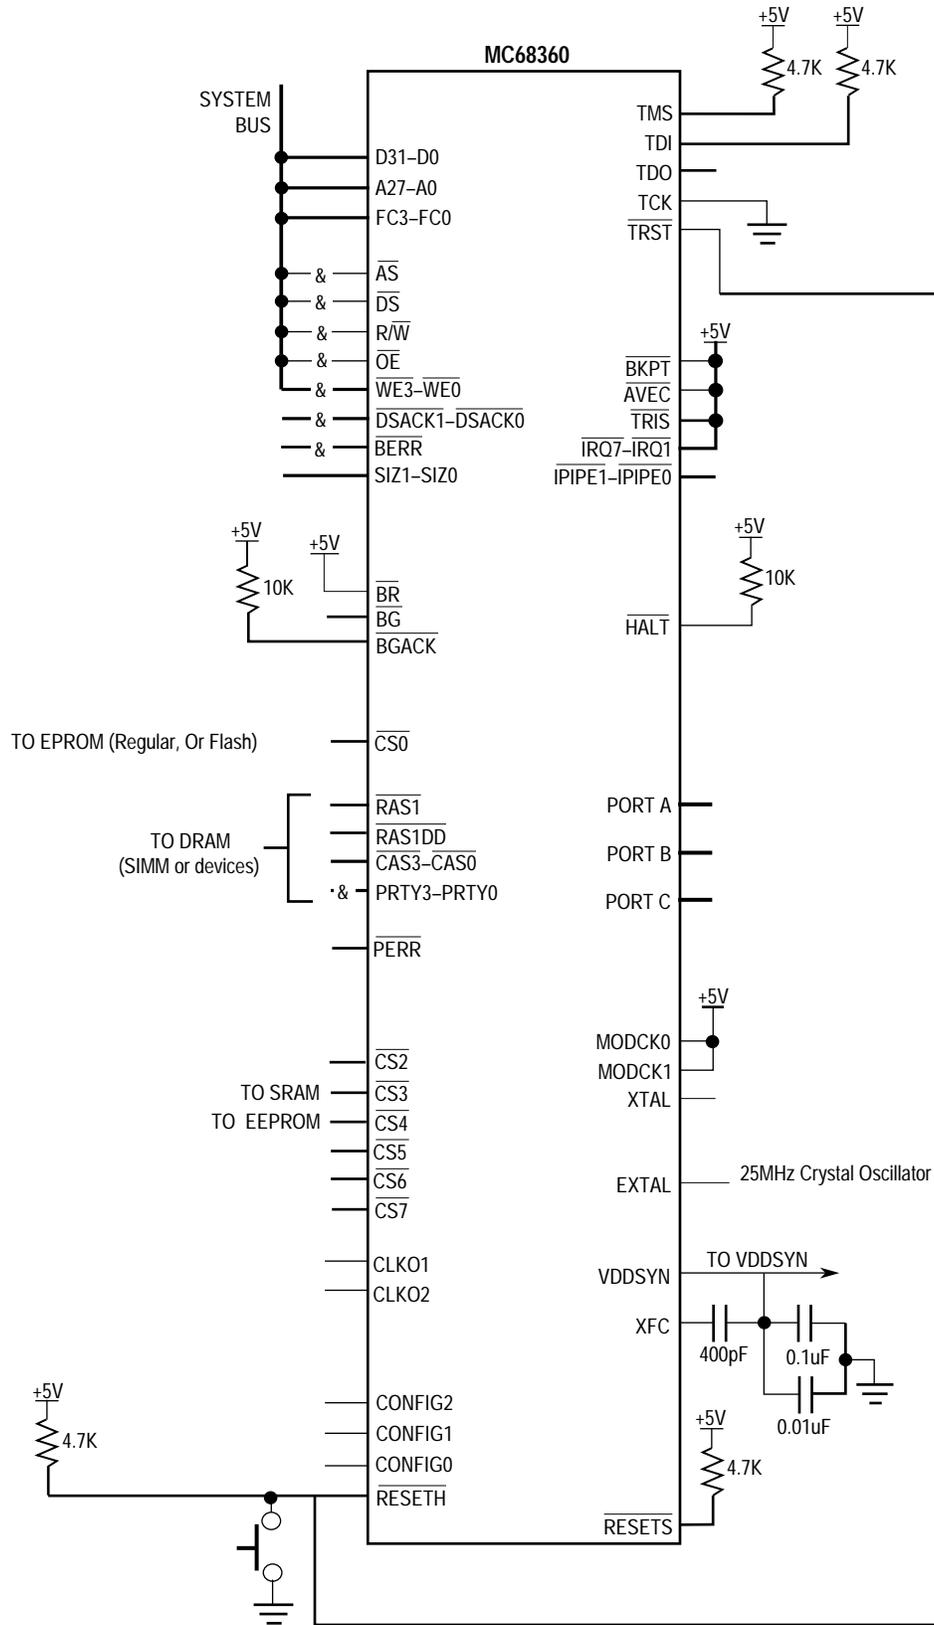 MC68360
+5V
+5V
4.7K
4.7K
SYSTEM
BUS
TMS
TDI
TDO
TCK
TRST
D31–D0
A27–A0
FC3–FC0
& AS
& DS
& R/W
& OE
& WE3–WE0
& DSACK1–DSACK0
& BERR
SIZ1–SIZ0
+5V
BKPT
AVEC
TRIS
IRQ7–IRQ1
IPIPE1–IPIPE0
+5V
10K
+5V
BR
BG
BGACK
+5V
10K
HALT
TO EPROM (Regular, Or Flash)
CS0
TO DRAM
(SIMM or devices)
RAS1
RAS1DD
CAS3–CAS0
& PRTY3–PRTY0
PERR
PORT A
PORT B
PORT C
+5V
MODCK0
MODCK1
XTAL
CS2
TO SRAM CS3
TO EEPROM CS4
CS5
CS6
CS7
EXTAL 25MHz Crystal Oscillator
CLKO1
CLKO2
VDDSYN TO VDDSYN
XFC
400pF
0.1uF
0.01uF
+5V
4.7K
CONFIG2
CONFIG1
CONFIG0
RESETH
+5V
4.7K
RESETS